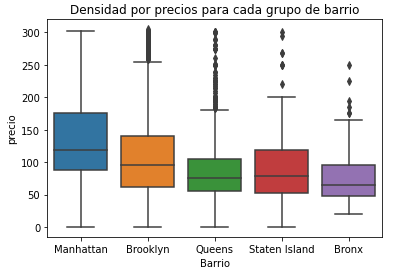 Densidad por precios para cada grupo de barrio
precio
300
250
200
150
100
50
0
Manhattan Brooklyn Queens Staten Island Bronx
Barrio